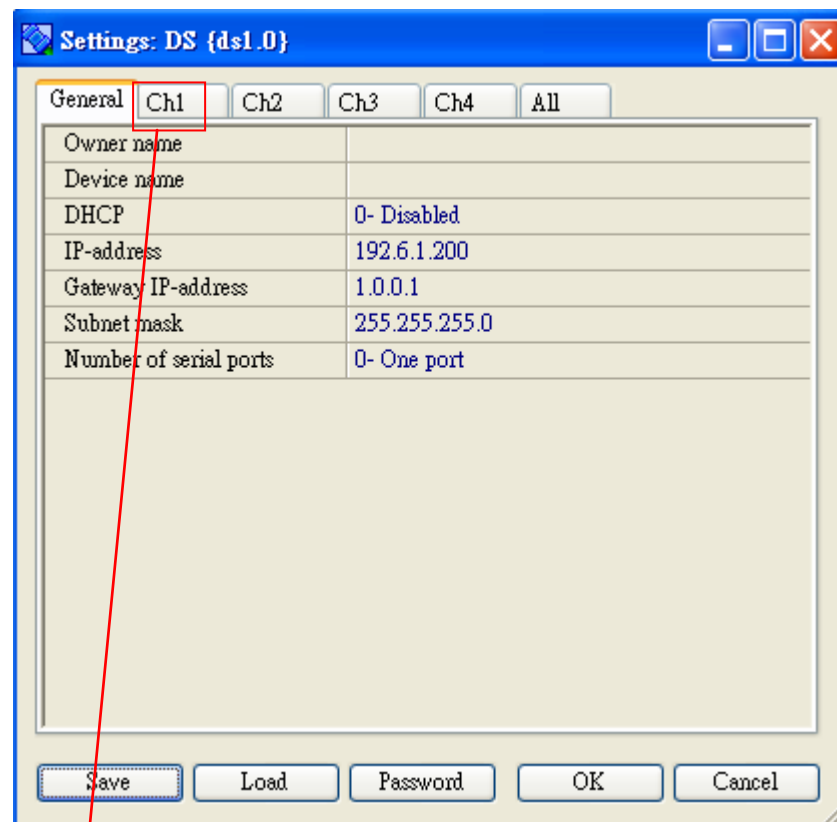 Settings: DS {ds1.0}
General Ch1 Ch2 Ch3 Ch4 All
Owner name
Device name
DHCP 0- Disabled
IP-address 192.6.1.200
Gateway IP-address 1.0.0.1
Subnet mask 255.255.255.0
Number of serial ports 0- One port
Save Load Password OK Cancel